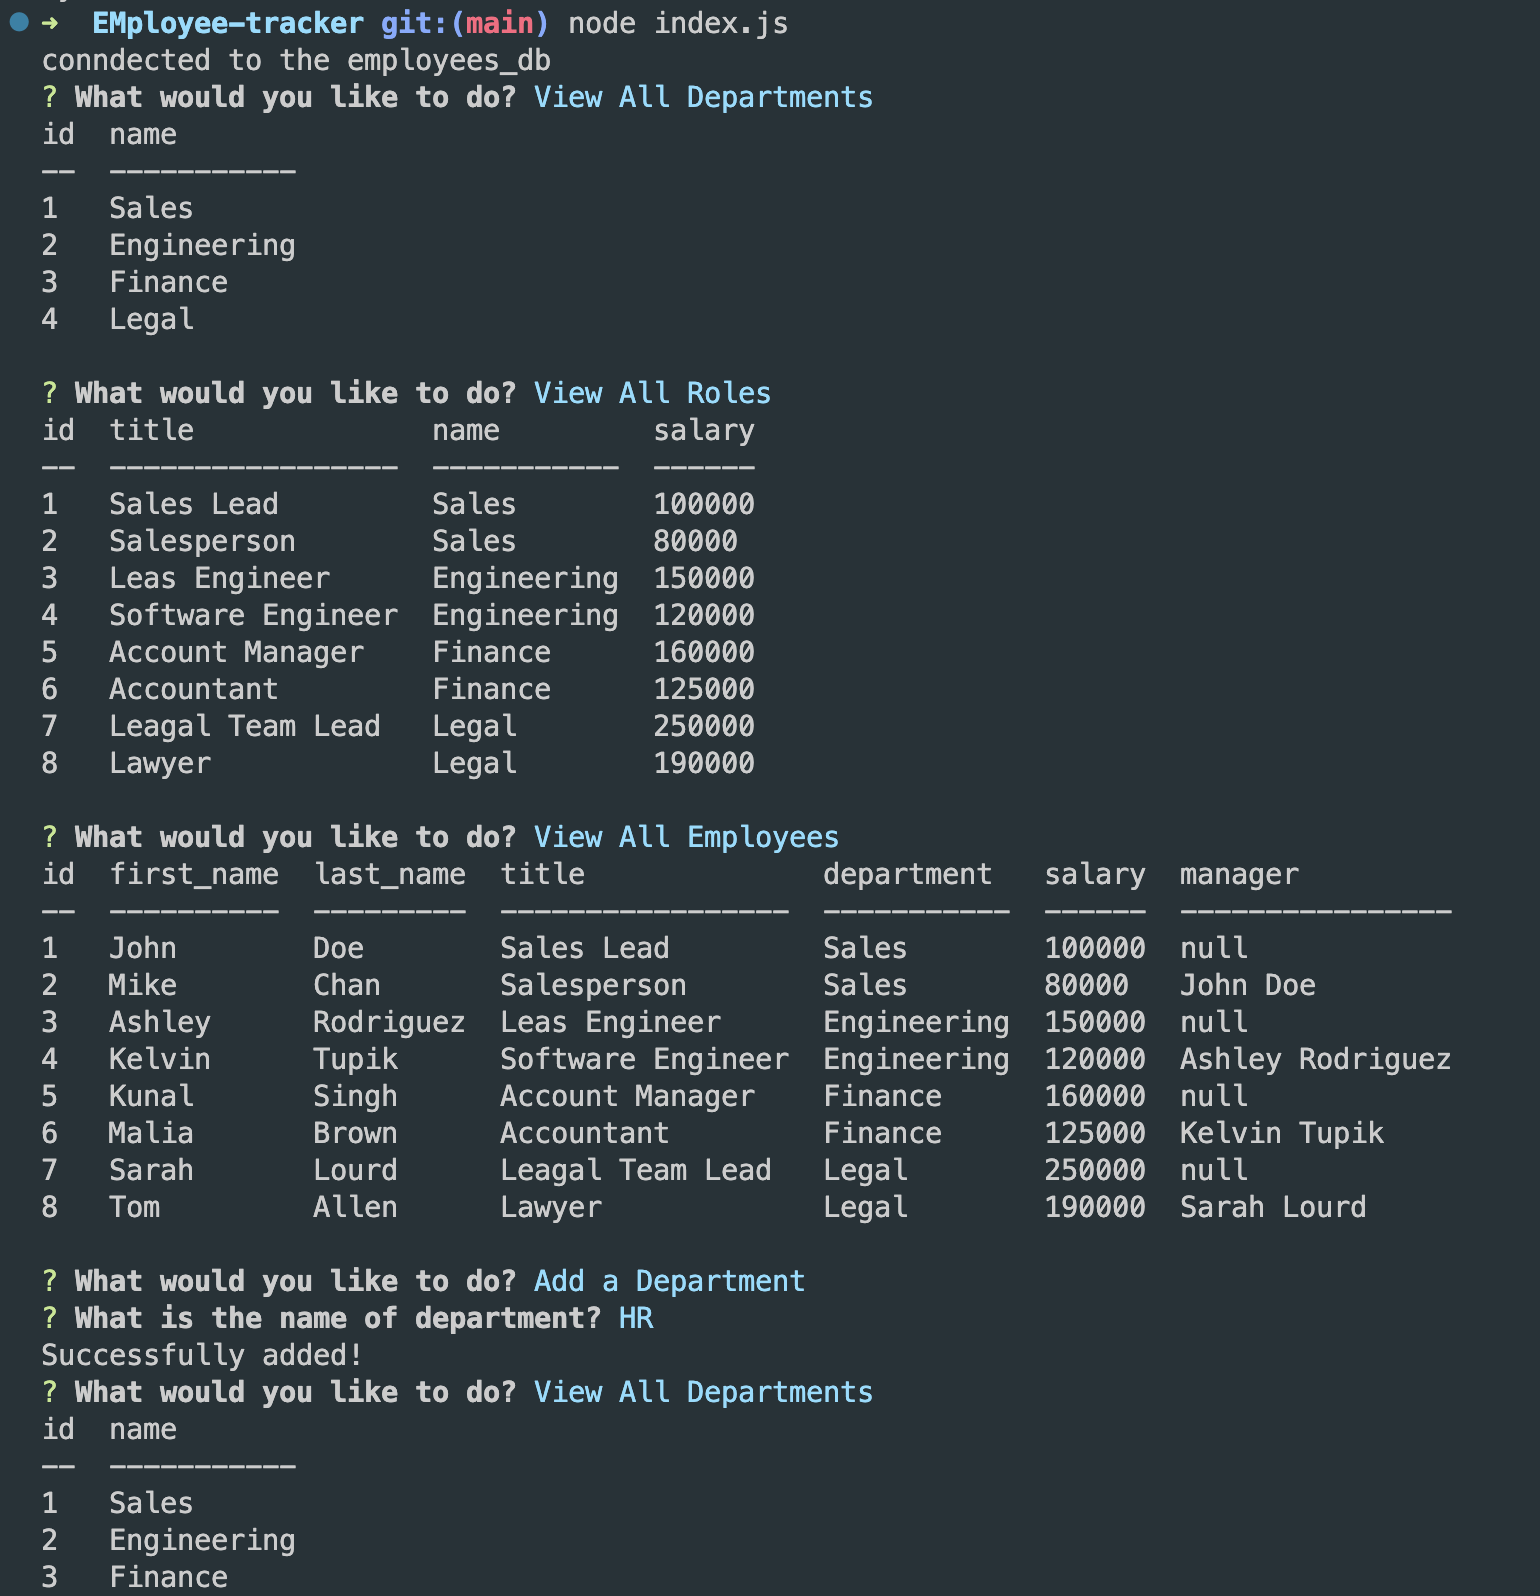 ➜  EMployee-tracker git:(main) node index.js
conndected to the employees_db
? What would you like to do? View All Departments
id  name
--  -----------
1   Sales
2   Engineering
3   Finance
4   Legal
? What would you like to do? View All Roles
id  title              name         salary
--  -----------------  -----------  ------
1   Sales Lead         Sales        100000
2   Salesperson        Sales        80000
3   Leas Engineer      Engineering  150000
4   Software Engineer  Engineering  120000
5   Account Manager    Finance      160000
6   Accountant         Finance      125000
7   Leagal Team Lead   Legal        250000
8   Lawyer             Legal        190000
? What would you like to do? View All Employees
id  first_name  last_name  title              department   salary  manager
--  ----------  ---------  -----------------  -----------  ------  ----------------
1   John        Doe        Sales Lead         Sales        100000  null
2   Mike        Chan       Salesperson        Sales        80000   John Doe
3   Ashley      Rodriguez  Leas Engineer      Engineering  150000  null
4   Kelvin      Tupik      Software Engineer  Engineering  120000  Ashley Rodriguez
5   Kunal       Singh      Account Manager    Finance      160000  null
6   Malia       Brown      Accountant         Finance      125000  Kelvin Tupik
7   Sarah       Lourd      Leagal Team Lead   Legal        250000  null
8   Tom         Allen      Lawyer             Legal        190000  Sarah Lourd
? What would you like to do? Add a Department
? What is the name of department? HR
Successfully added!
? What would you like to do? View All Departments
id  name
--  -----------
1   Sales
2   Engineering
3   Finance